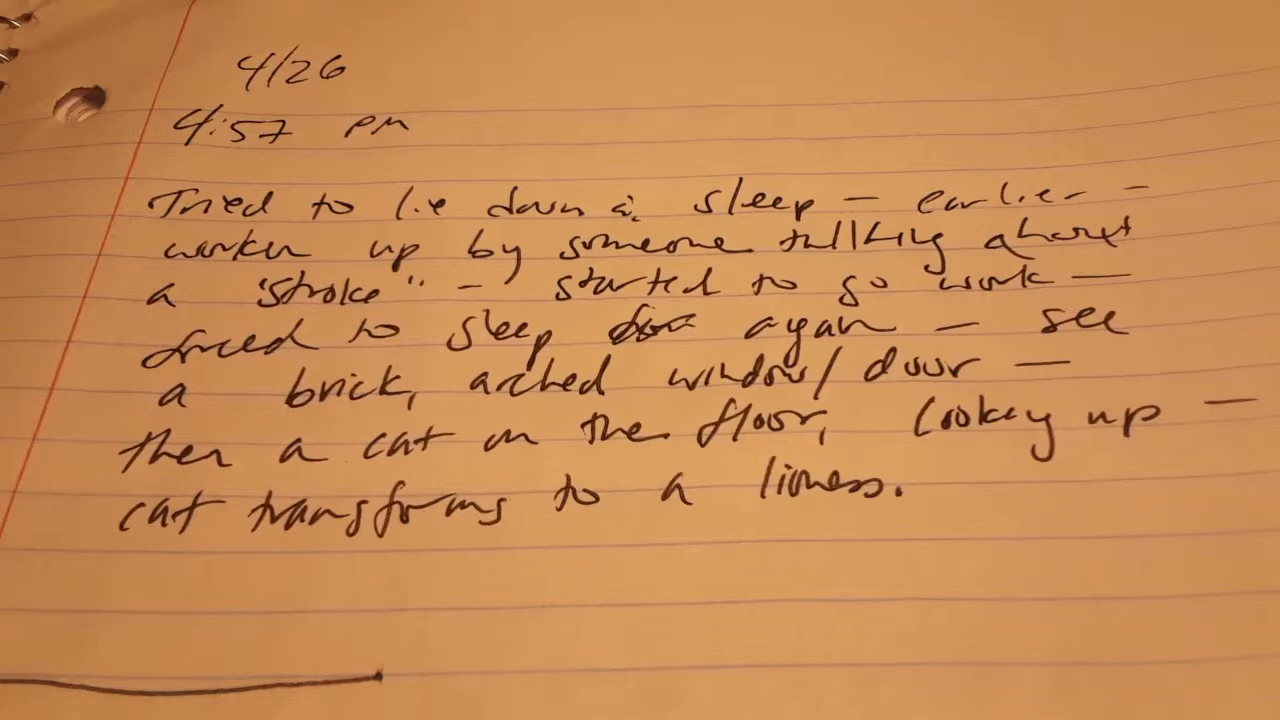 4/26
4:57 PM
Tried to lie down & sleep – earlier –
woken up by someone talking about
a "stroke" – started to go work –
tried to sleep again – see
a brick, arched window/door –
then a cat on the floor, looking up –
cat transforms to a lioness.